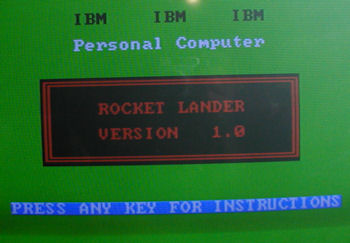 IBM IBM IBM
Personal Computer
ROCKET LANDER
VERSION 1.0
PRESS ANY KEY FOR INSTRUCTIONS